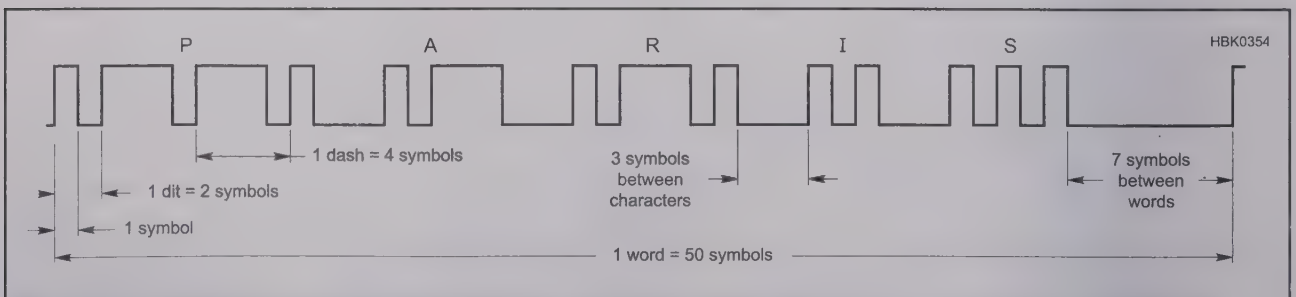 P A R I S
HBK0354
1 dash = 4 symbols
1 dit = 2 symbols
1 symbol
3 symbols
between
characters
7 symbols
between
words
1 word = 50 symbols